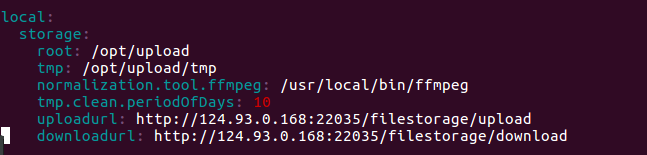 local:
  storage:
    root: /opt/upload
    tmp: /opt/upload/tmp
    normalization.tool.ffmpeg: /usr/local/bin/ffmpeg
    tmp.clean.periodOfDays: 10
    uploadurl: http://124.93.0.168:22035/filestorage/upload
    downloadurl: http://124.93.0.168:22035/filestorage/download